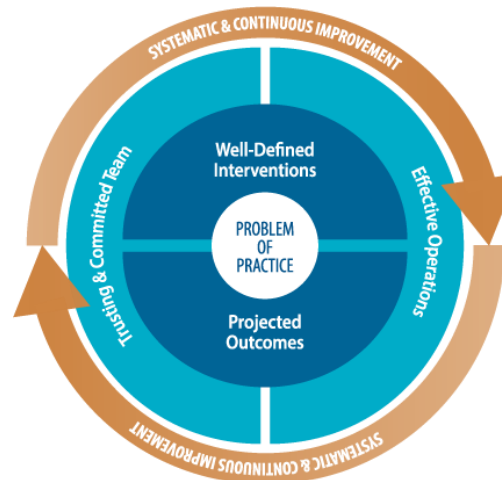 SYSTEMATIC & CONTINUOUS IMPROVEMENT
Well-Defined
Interventions
Trusting & Committed Team
PROBLEM
OF
PRACTICE
Effective Operations
Projected
Outcomes
SYSTEMATIC & CONTINUOUS IMPROVEMENT